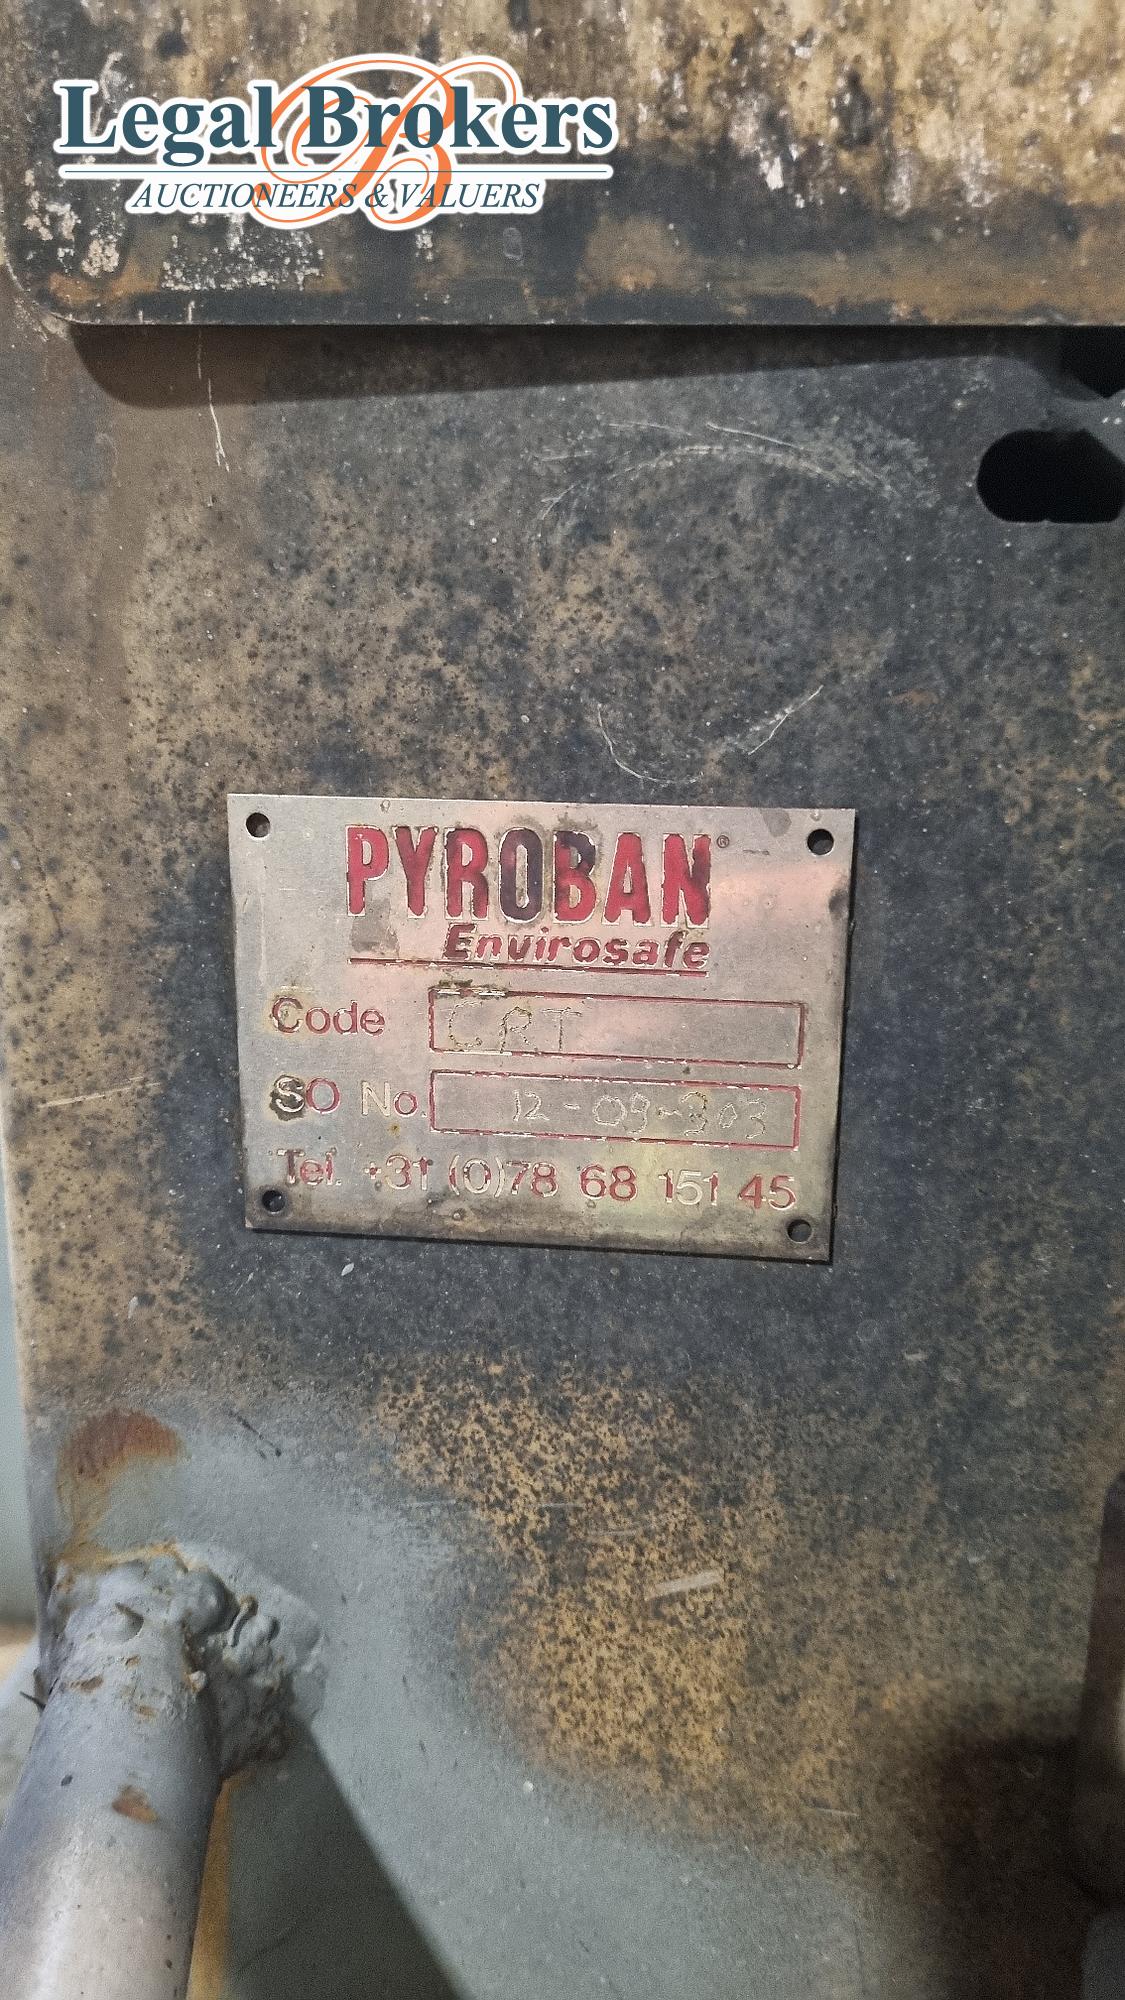 Legal Brokers
AUCTIONEERS & VALUERS
PYROBAN®
Envirosafe
Code CRT
SO No. 12-09-303
Tel. +31 (0)78 68 151 45